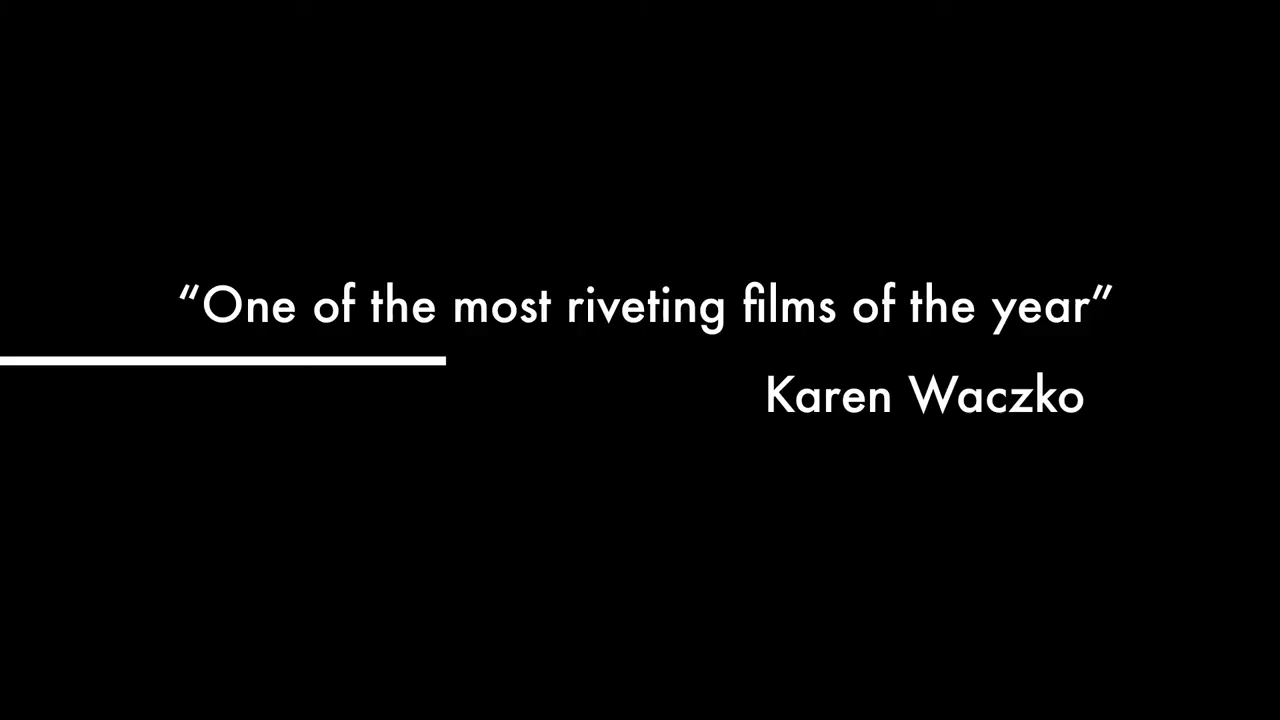 “One of the most riveting films of the year”
Karen Waczko